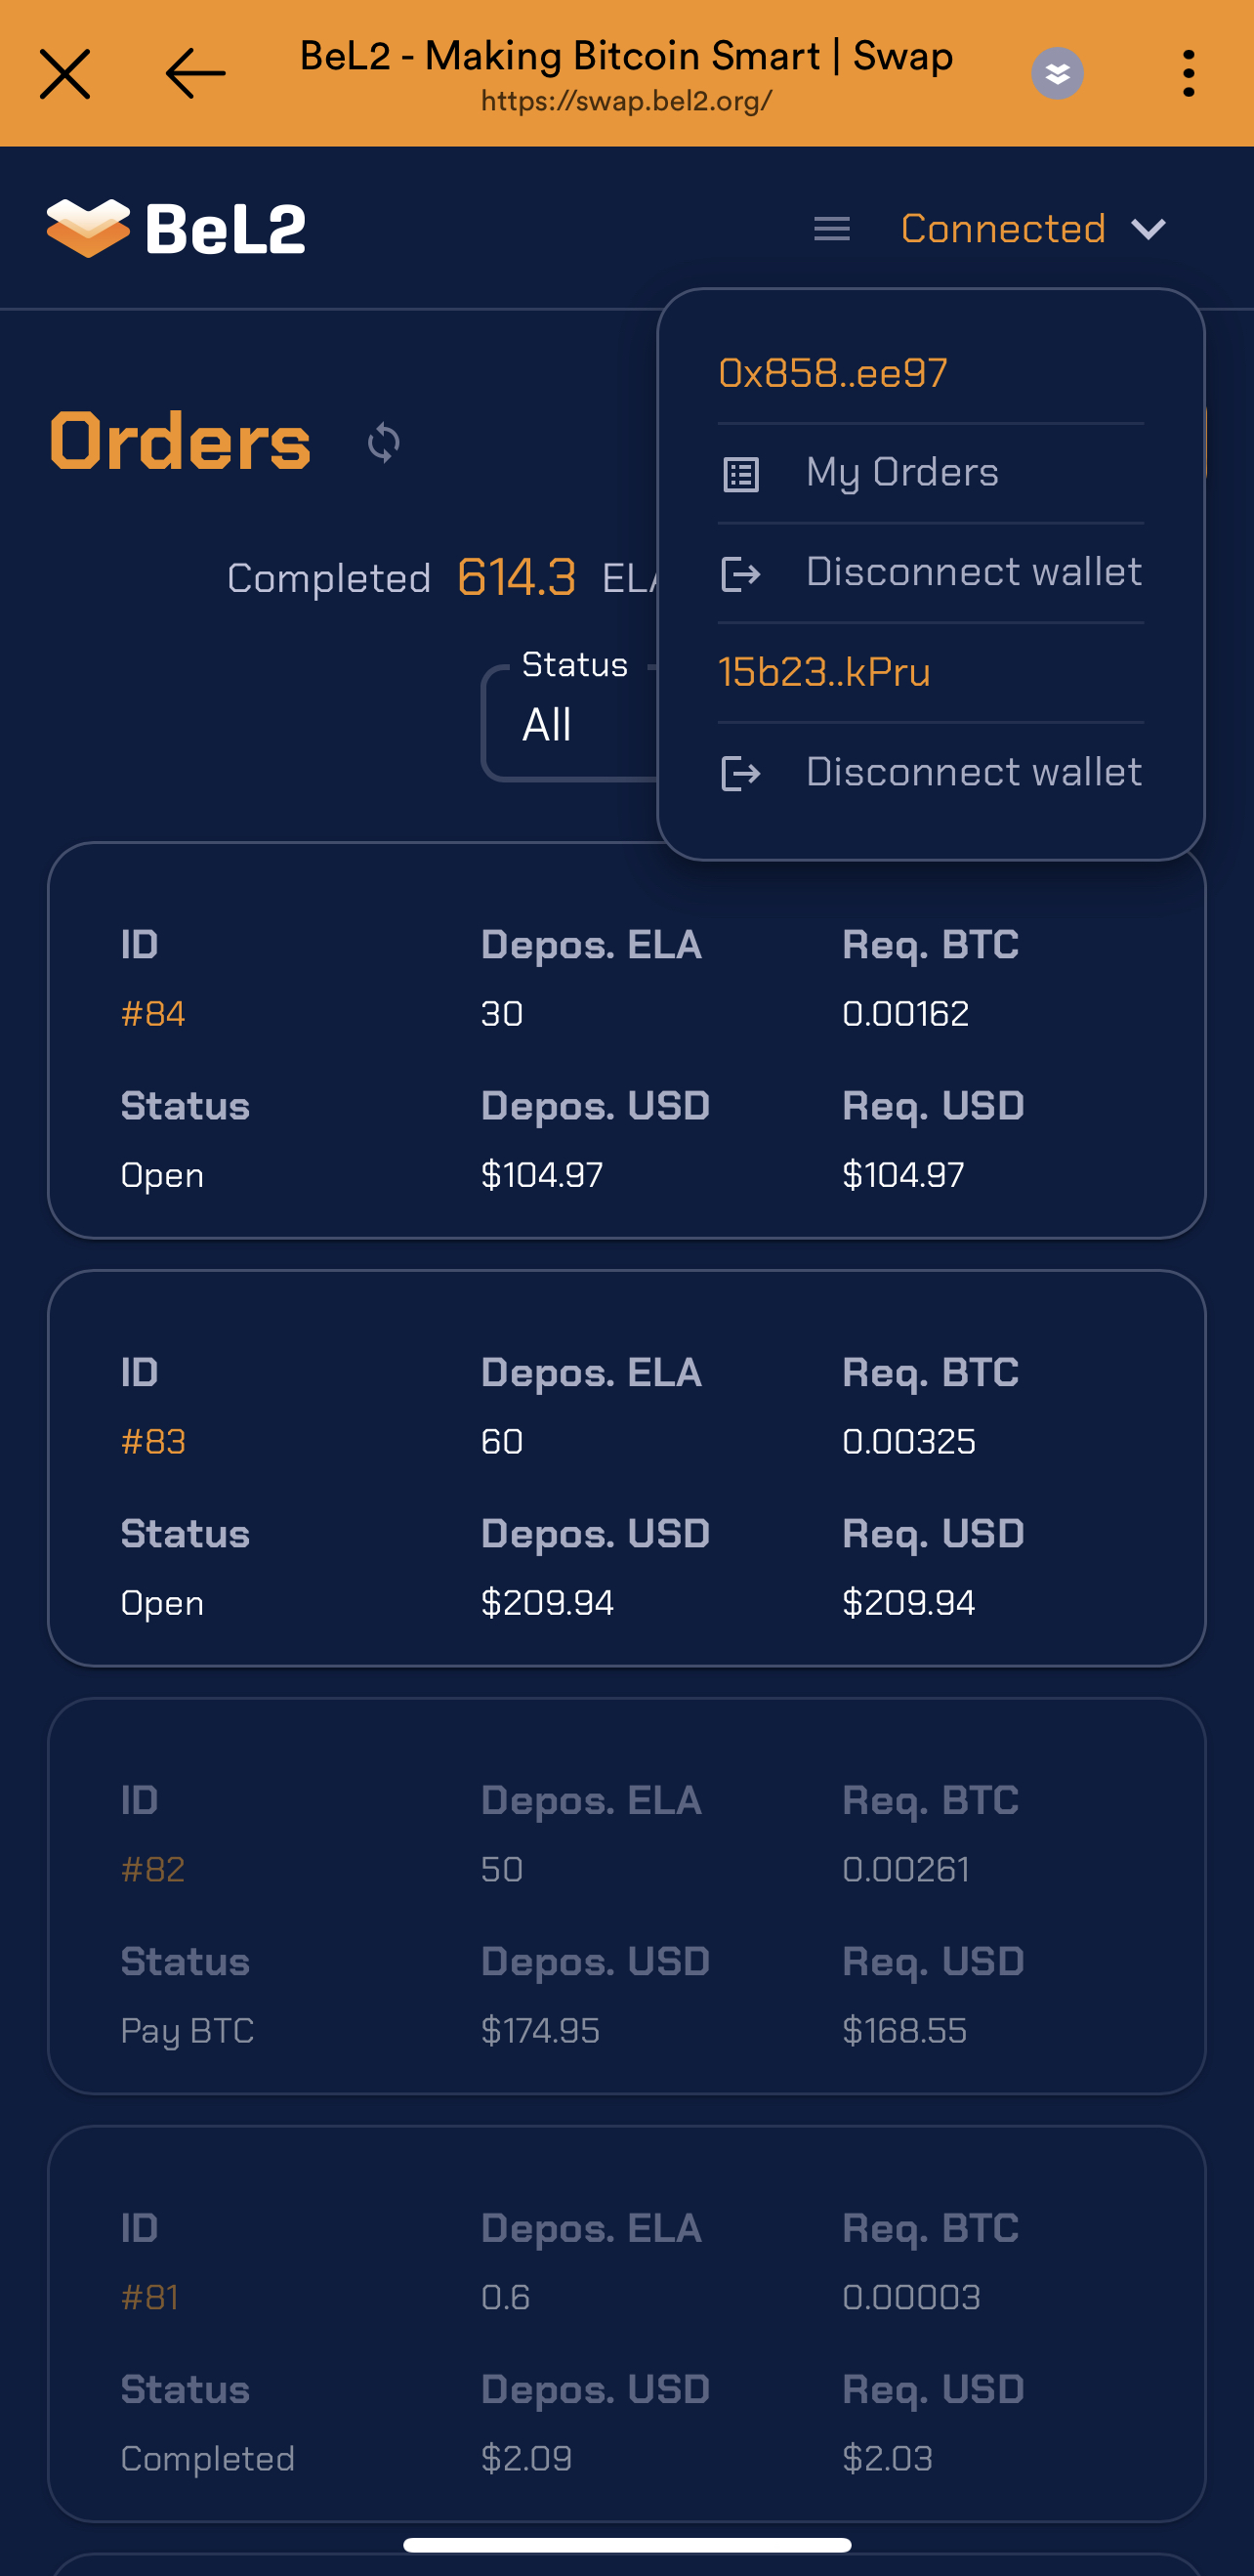 BeL2 - Making Bitcoin Smart | Swap
https://swap.bel2.org/
BeL2
Connected
0x858..ee97
My Orders
Disconnect wallet
15b23..kPru
Disconnect wallet
Orders
Completed 614.3 ELA
Status
All
ID Depos. ELA Req. BTC
#84 30 0.00162
Status Depos. USD Req. USD
Open $104.97 $104.97
ID Depos. ELA Req. BTC
#83 60 0.00325
Status Depos. USD Req. USD
Open $209.94 $209.94
ID Depos. ELA Req. BTC
#82 50 0.00261
Status Depos. USD Req. USD
Pay BTC $174.95 $168.55
ID Depos. ELA Req. BTC
#81 0.6 0.00003
Status Depos. USD Req. USD
Completed $2.09 $2.03